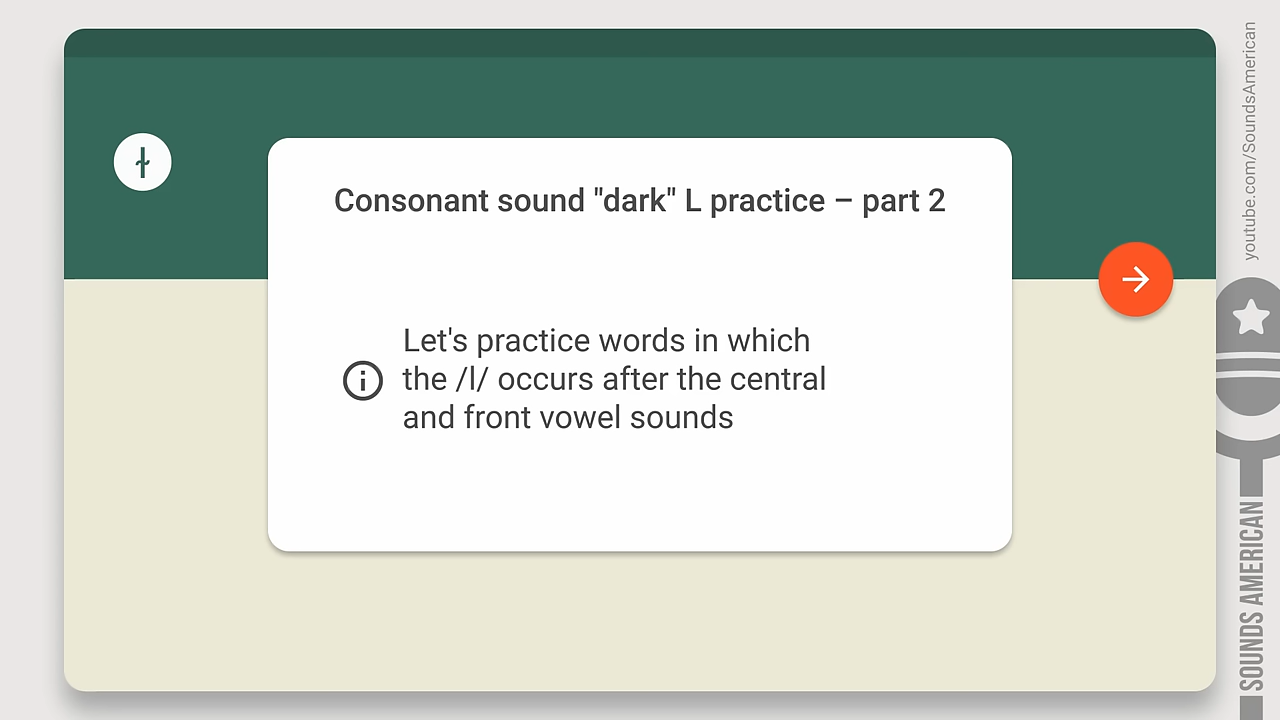 ɫ
Consonant sound "dark" L practice – part 2
Let's practice words in which
the /l/ occurs after the central
and front vowel sounds
youtube.com/SoundsAmerican
SOUNDS AMERICAN